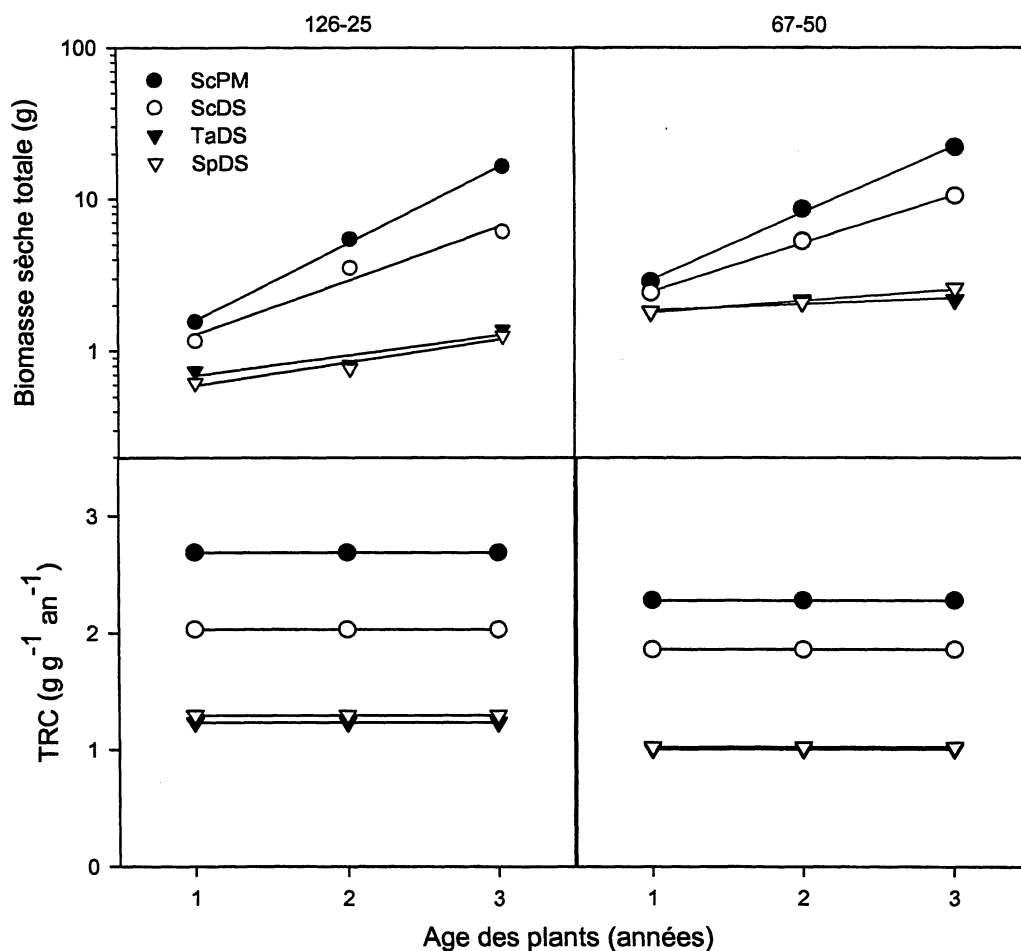 126-25
67-50
Biomasse sèche totale (g)
100
10
1
ScPM
ScDS
TaDS
SpDS
TRC (g g⁻¹ an⁻¹)
3
2
1
0
1
2
3
1
2
3
Age des plants (années)